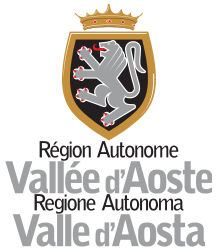 Région Autonome
Vallée d'Aoste
Regione Autonoma
Valle d'Aosta